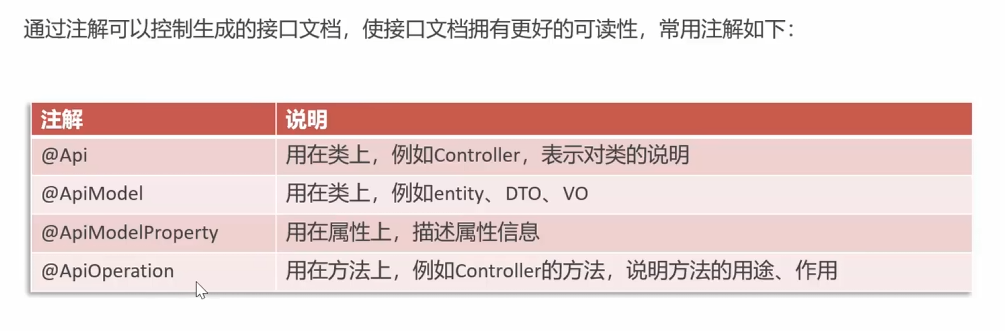 通过注解可以控制生成的接口文档，使接口文档拥有更好的可读性，常用注解如下：
注解 说明
@Api 用在类上，例如Controller，表示对类的说明
@ApiModel 用在类上，例如entity、DTO、VO
@ApiModelProperty 用在属性上，描述属性信息
@ApiOperation 用在方法上，例如Controller的方法，说明方法的用途、作用